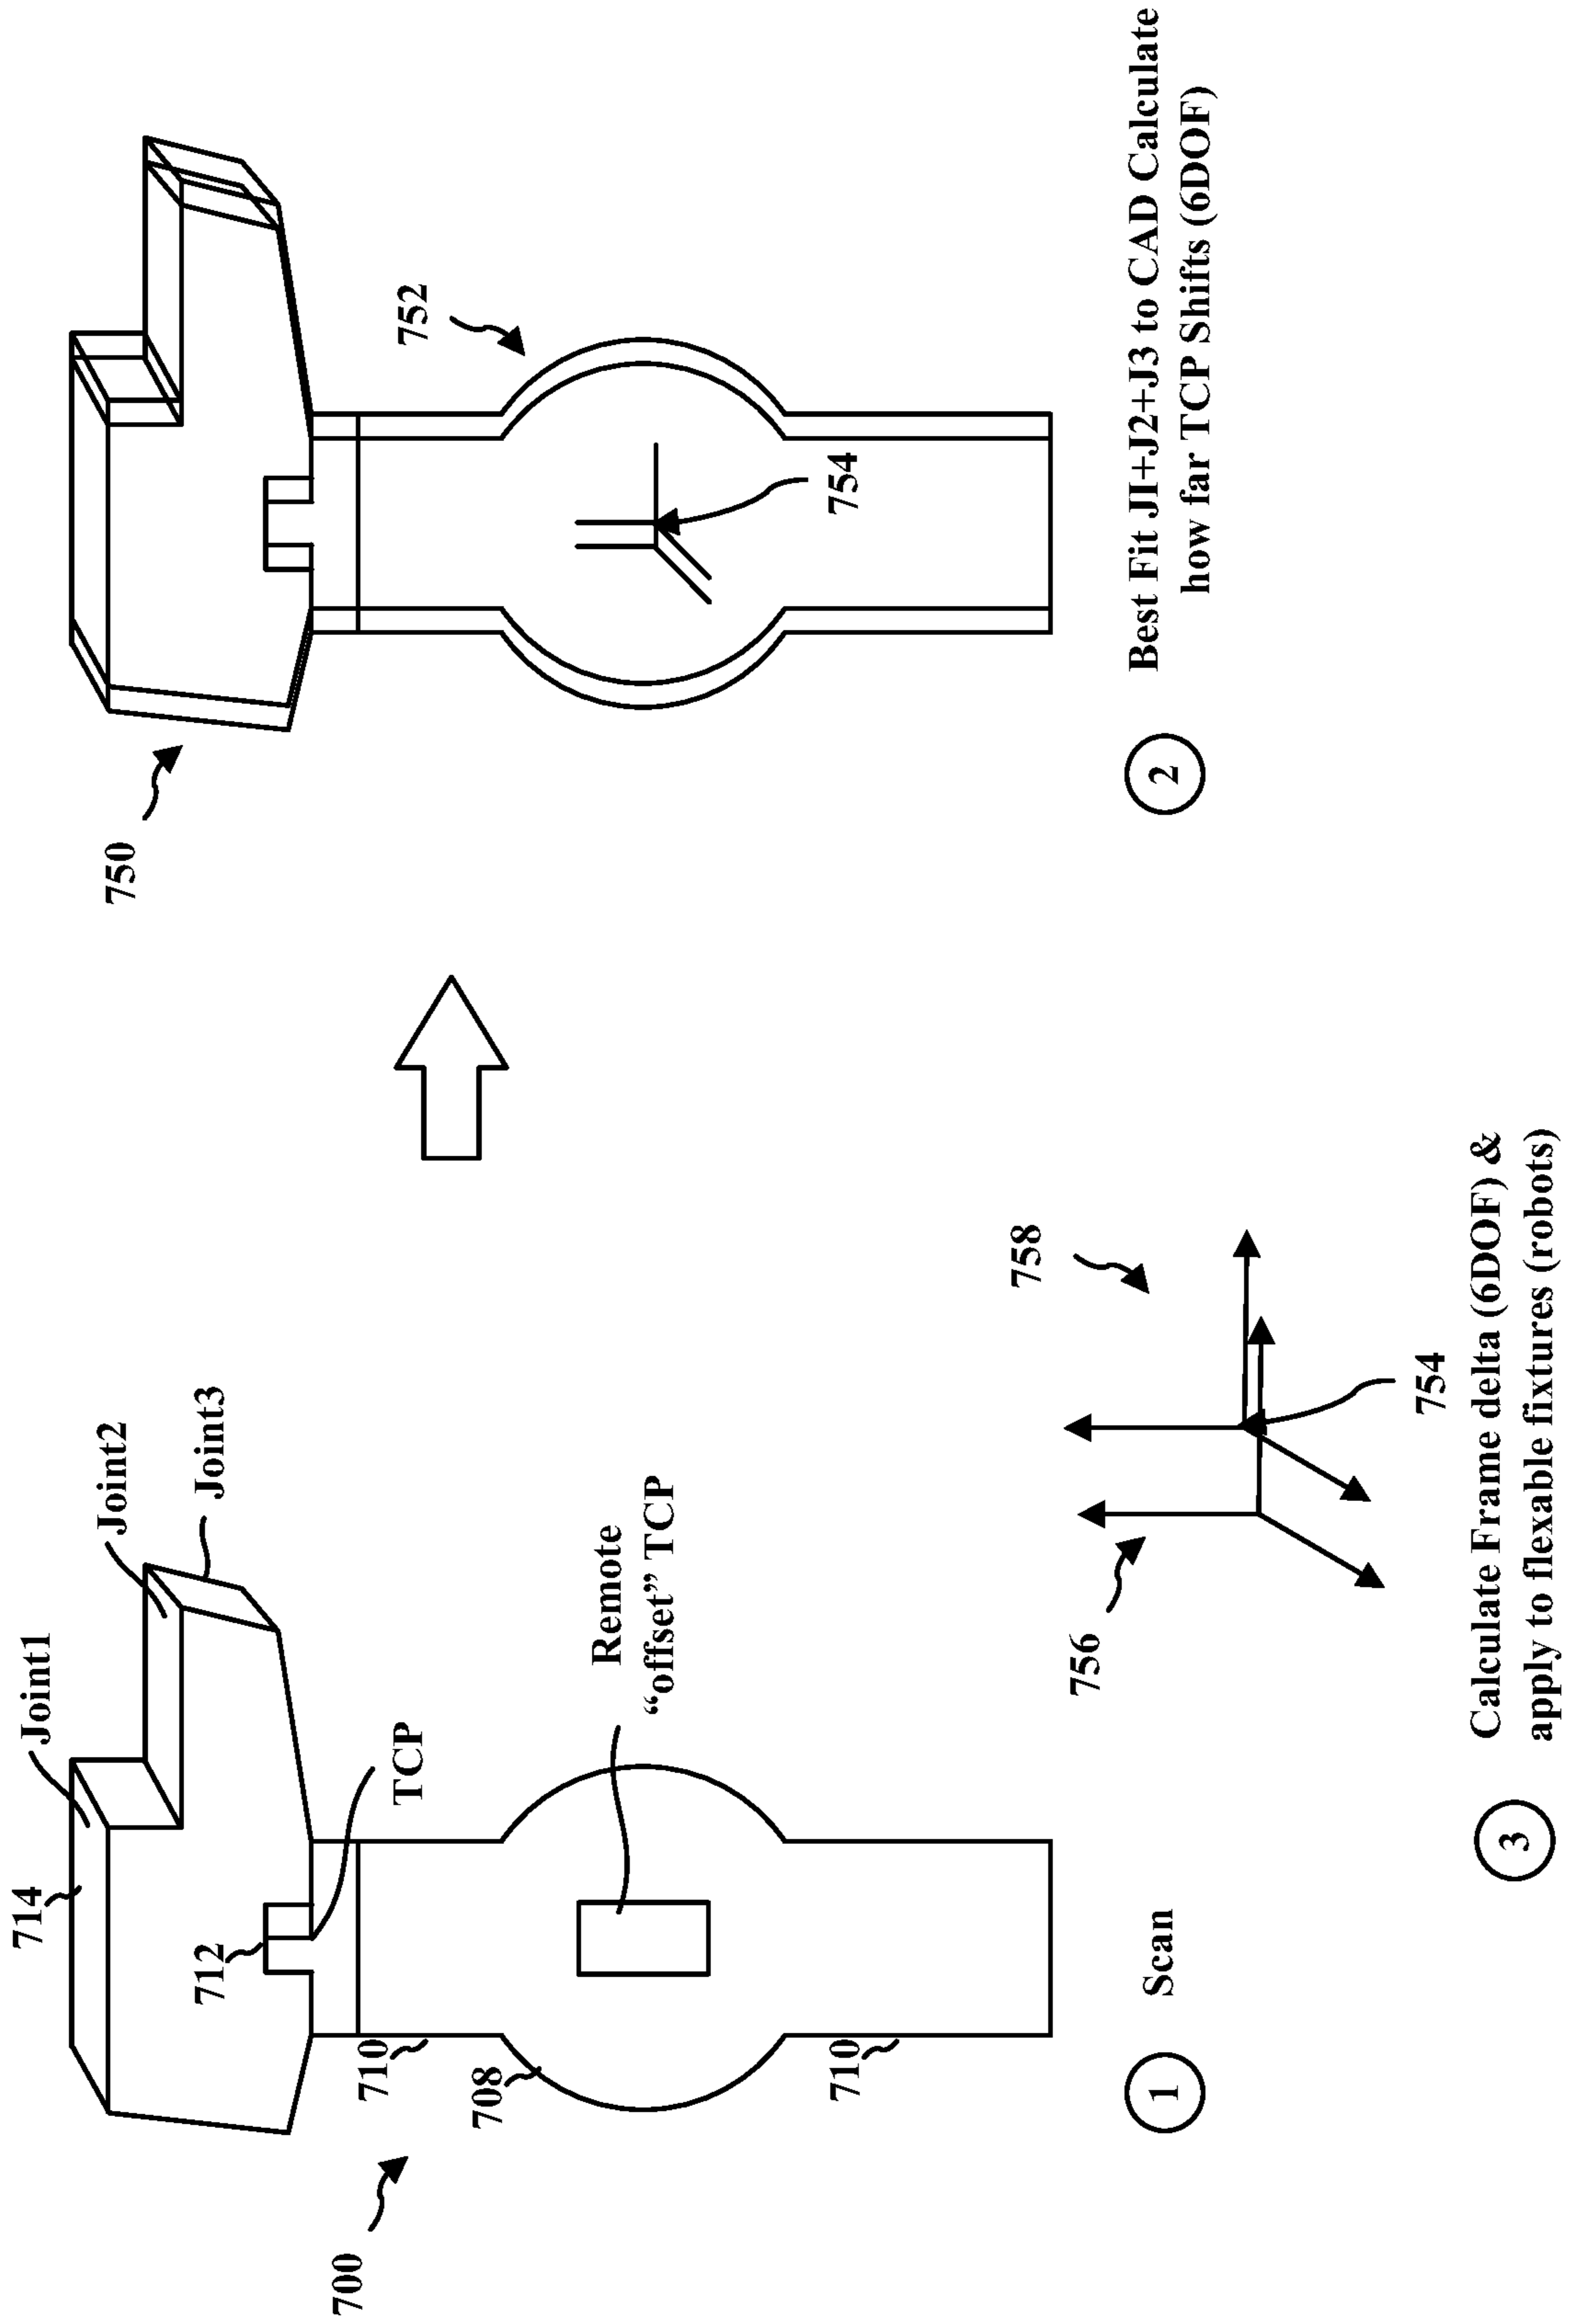 700
714
Joint1
Joint2
Joint3
712
TCP
710
708
710
Remote
“offset” TCP
1
Scan
750
752
754
2
Best Fit J1+J2+J3 to CAD Calculate
how far TCP Shifts (6DOF)
756
758
754
3
Calculate Frame delta (6DOF) &
apply to flexable fixtures (robots)